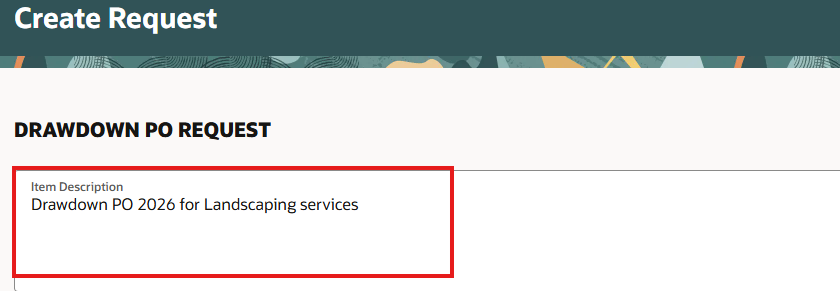 Create Request
DRAWDOWN PO REQUEST
Item Description
Drawdown PO 2026 for Landscaping services